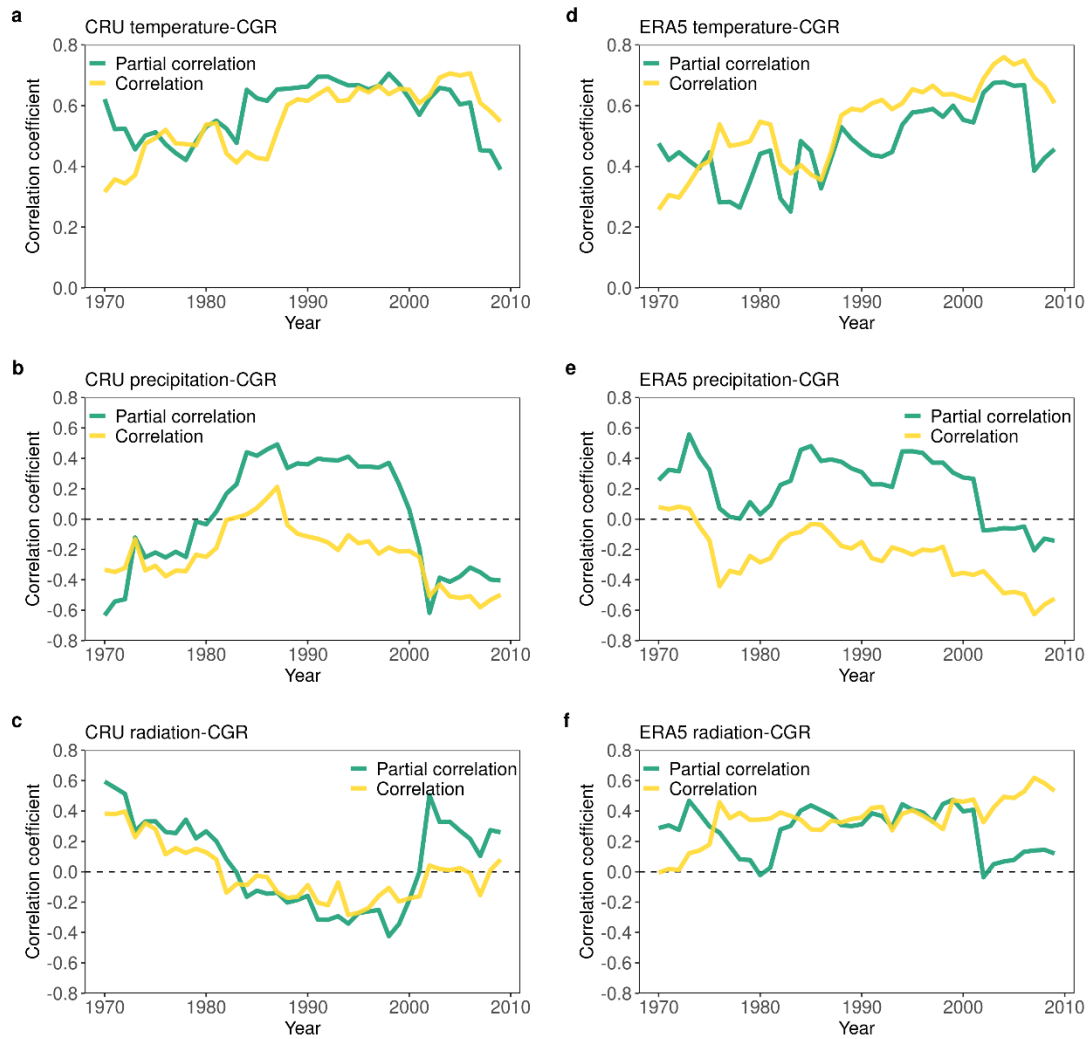 a
CRU temperature-CGR
Partial correlation
Correlation
Correlation coefficient
0.8
0.6
0.4
0.2
0.0
1970 1980 1990 2000 2010
Year
d
ERA5 temperature-CGR
Partial correlation
Correlation
Correlation coefficient
0.8
0.6
0.4
0.2
0.0
1970 1980 1990 2000 2010
Year
b
CRU precipitation-CGR
Partial correlation
Correlation
Correlation coefficient
0.8
0.6
0.4
0.2
0.0
-0.2
-0.4
-0.6
-0.8
1970 1980 1990 2000 2010
Year
e
ERA5 precipitation-CGR
Partial correlation
Correlation
Correlation coefficient
0.8
0.6
0.4
0.2
0.0
-0.2
-0.4
-0.6
-0.8
1970 1980 1990 2000 2010
Year
c
CRU radiation-CGR
Partial correlation
Correlation
Correlation coefficient
0.8
0.6
0.4
0.2
0.0
-0.2
-0.4
-0.6
-0.8
1970 1980 1990 2000 2010
Year
f
ERA5 radiation-CGR
Partial correlation
Correlation
Correlation coefficient
0.8
0.6
0.4
0.2
0.0
-0.2
-0.4
-0.6
-0.8
1970 1980 1990 2000 2010
Year